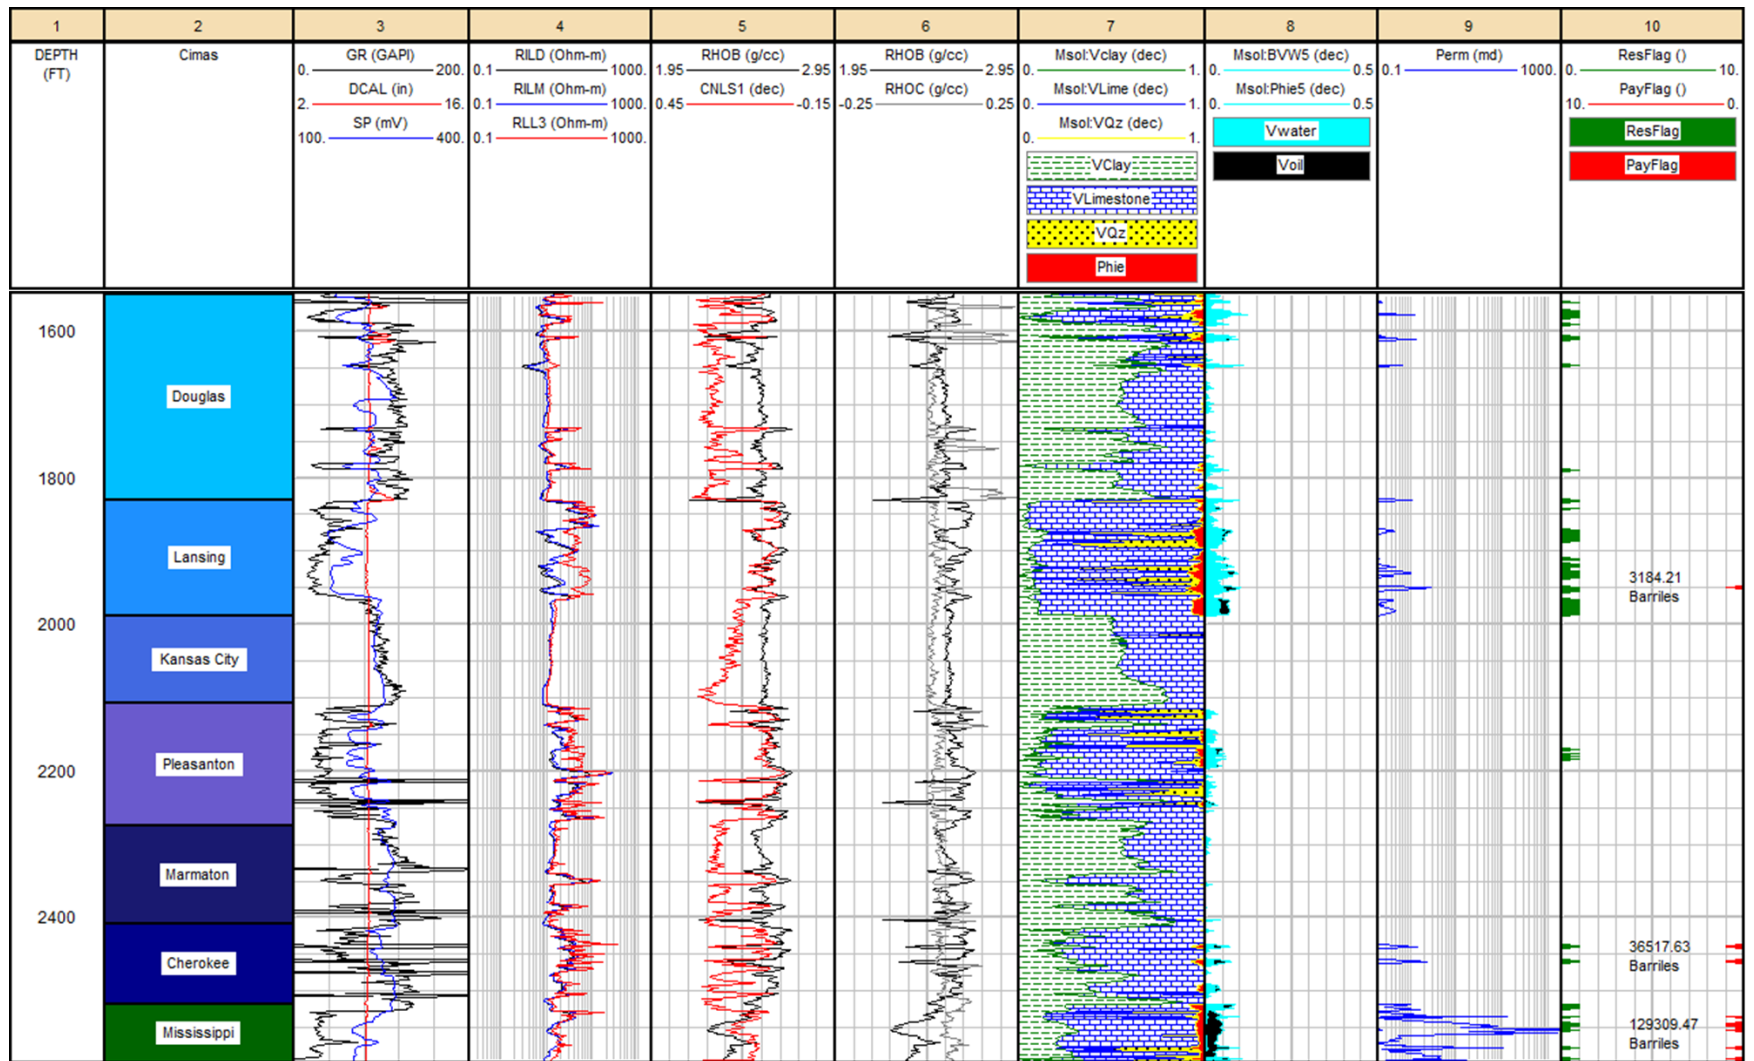 1 2 3 4 5 6 7 8 9 10
DEPTH (FT)
Cimas
GR (GAPI)
0. 200.
DCAL (in)
2. 16.
SP (mV)
100. 400.
RILD (Ohm-m)
0.1 1000.
RILM (Ohm-m)
0.1 1000.
RLL3 (Ohm-m)
0.1 1000.
RHOB (g/cc)
1.95 2.95
CNLS1 (dec)
0.45 -0.15
RHOB (g/cc)
1.95 2.95
RHOC (g/cc)
-0.25 0.25
Msol:Vclay (dec)
0. 1.
Msol:VLime (dec)
0. 1.
Msol:VQz (dec)
0. 1.
VClay
VLimestone
VQz
Phie
Msol:BVW5 (dec)
0. 0.5
Msol:Phie5 (dec)
0. 0.5
Vwater
Voil
Perm (md)
0.1 1000.
ResFlag ()
0. 10.
PayFlag ()
10. 0.
ResFlag
PayFlag
1600
Douglas
1800
Lansing
3184.21
Barriles
2000
Kansas City
Pleasanton
2200
Marmaton
2400
36517.63
Cherokee
Barriles
129309.47
Mississippi
Barriles